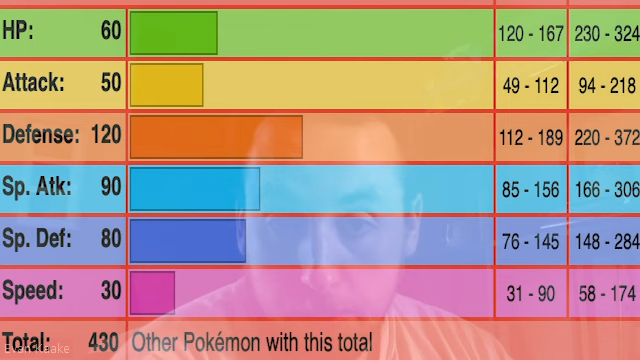 HP: 60 120 - 167 230 - 324
Attack: 50 49 - 112 94 - 218
Defense: 120 112 - 189 220 - 372
Sp. Atk: 90 85 - 156 166 - 306
Sp. Def: 80 76 - 145 148 - 284
Speed: 30 31 - 90 58 - 174
Total: 430 Other Pokémon with this total